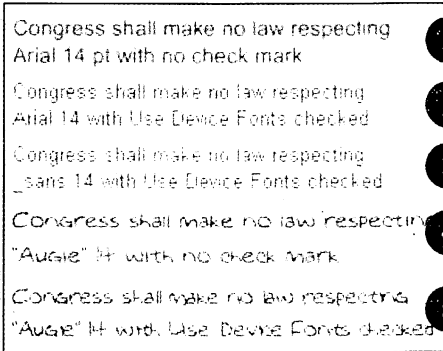 Congress shall make no law respecting
Arial 14 pt with no check mark
Congress shall make no law respecting
Arial 14 with Use Device Fonts checked
Congress shall make no law respecting
_sans 14 with Use Device Fonts checked
Congress shall make no law respecting
"Augie" 14 with no check mark
Congress shall make no law respecting
"Augie" 14 with Use Device Fonts checked